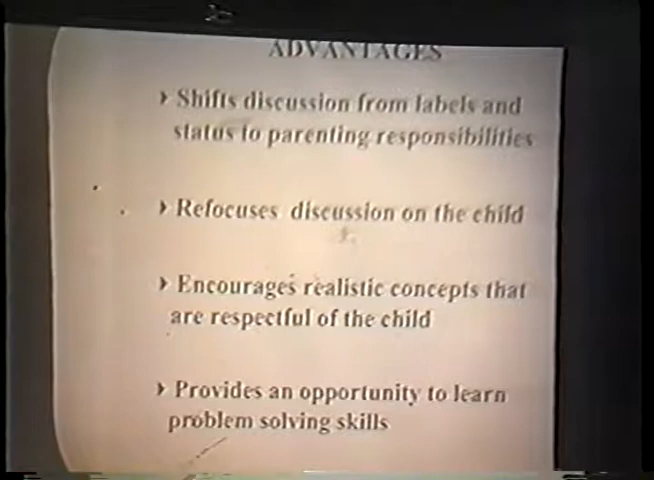 ADVANTAGES
› Shifts discussion from labels and
status to parenting responsibilities
› Refocuses discussion on the child
› Encourages realistic concepts that
are respectful of the child
› Provides an opportunity to learn
problem solving skills